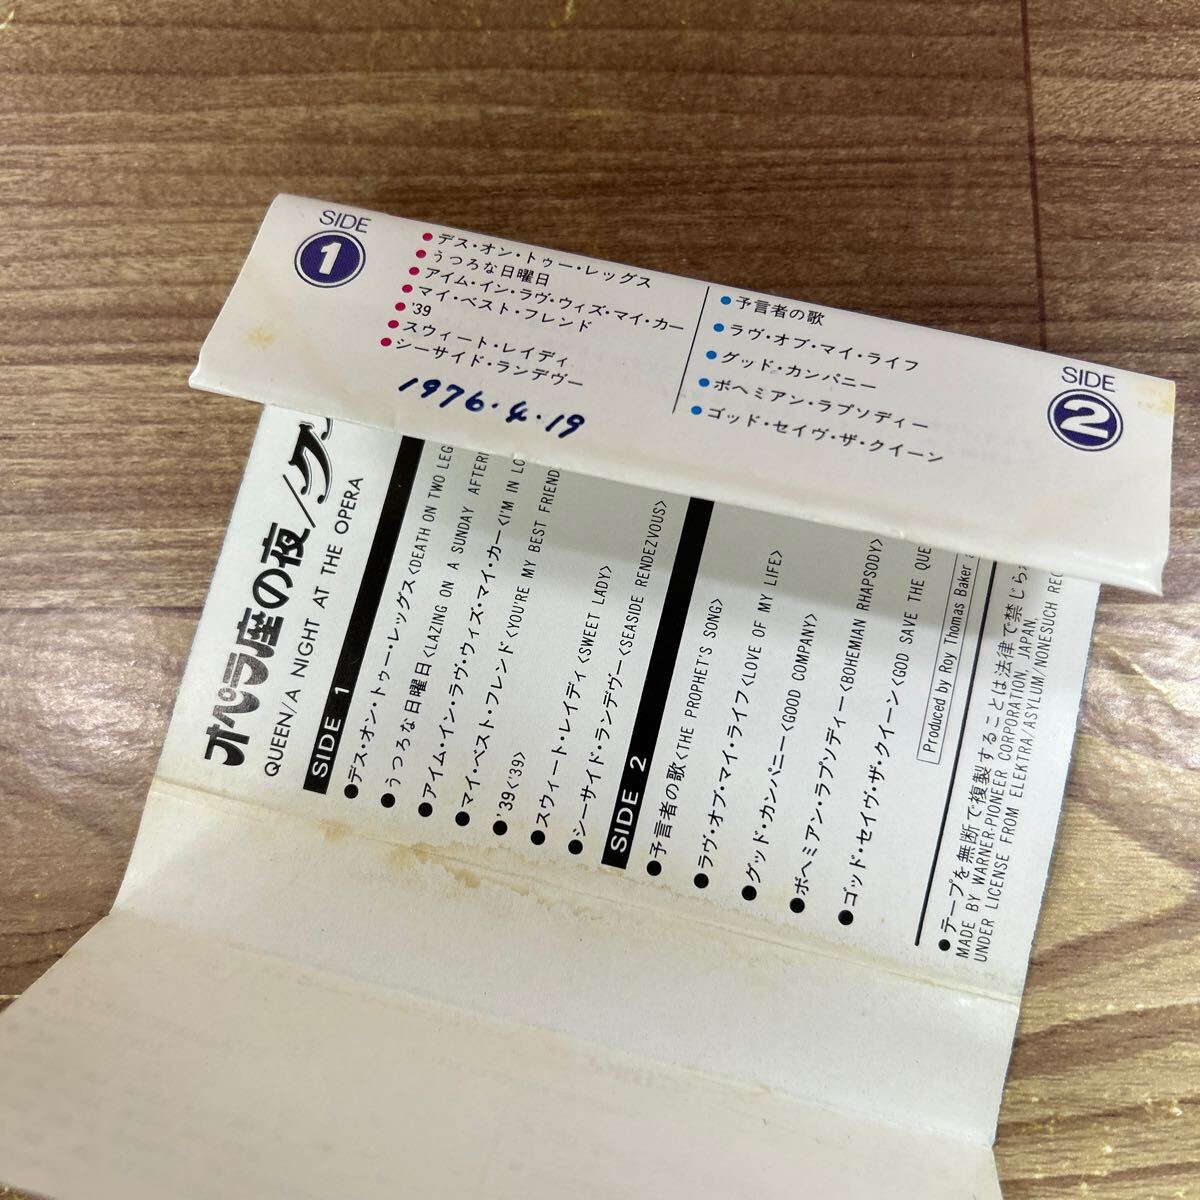 SIDE
1
●デス・オン・トゥー・レッグス
●うつろな日曜日
●アイム・イン・ラヴ・ウィズ・マイ・カー
●マイ・ベスト・フレンド
●'39
●スウィート・レイディ
●シーサイド・ランデヴー
1976.4.19
●予言者の歌
●ラヴ・オブ・マイ・ライフ
●グッド・カンパニー
●ボヘミアン・ラプソディー
●ゴッド・セイヴ・ザ・クイーン
SIDE
2
オペラ座の夜/ク
QUEEN/A NIGHT AT THE OPERA
SIDE 1
●デス・オン・トゥー・レッグス<DEATH ON TWO LEG
●うつろな日曜日<LAZING ON A SUNDAY AFTER
●アイム・イン・ラヴ・ウィズ・マイ・カー<I'M IN LO
●マイ・ベスト・フレンド<YOU'RE MY BEST FRIEND
●'39<'39>
●スウィート・レイディ<SWEET LADY>
●シーサイド・ランデヴー<SEASIDE RENDEZVOUS>
SIDE 2
●予言者の歌<THE PROPHET'S SONG>
●ラヴ・オブ・マイ・ライフ<LOVE OF MY LIFE>
●グッド・カンパニー<GOOD COMPANY>
●ボヘミアン・ラプソディー<BOHEMIAN RHAPSODY>
●ゴッド・セイヴ・ザ・クイーン<GOD SAVE THE QUE
Produced by Roy Thomas Baker
●テープを無断で複製することは法律で禁じられ
MADE BY WARNER-PIONEER CORPORATION, JAPAN,
UNDER LICENSE FROM ELEKTRA/ASYLUM/NONESUCH REC